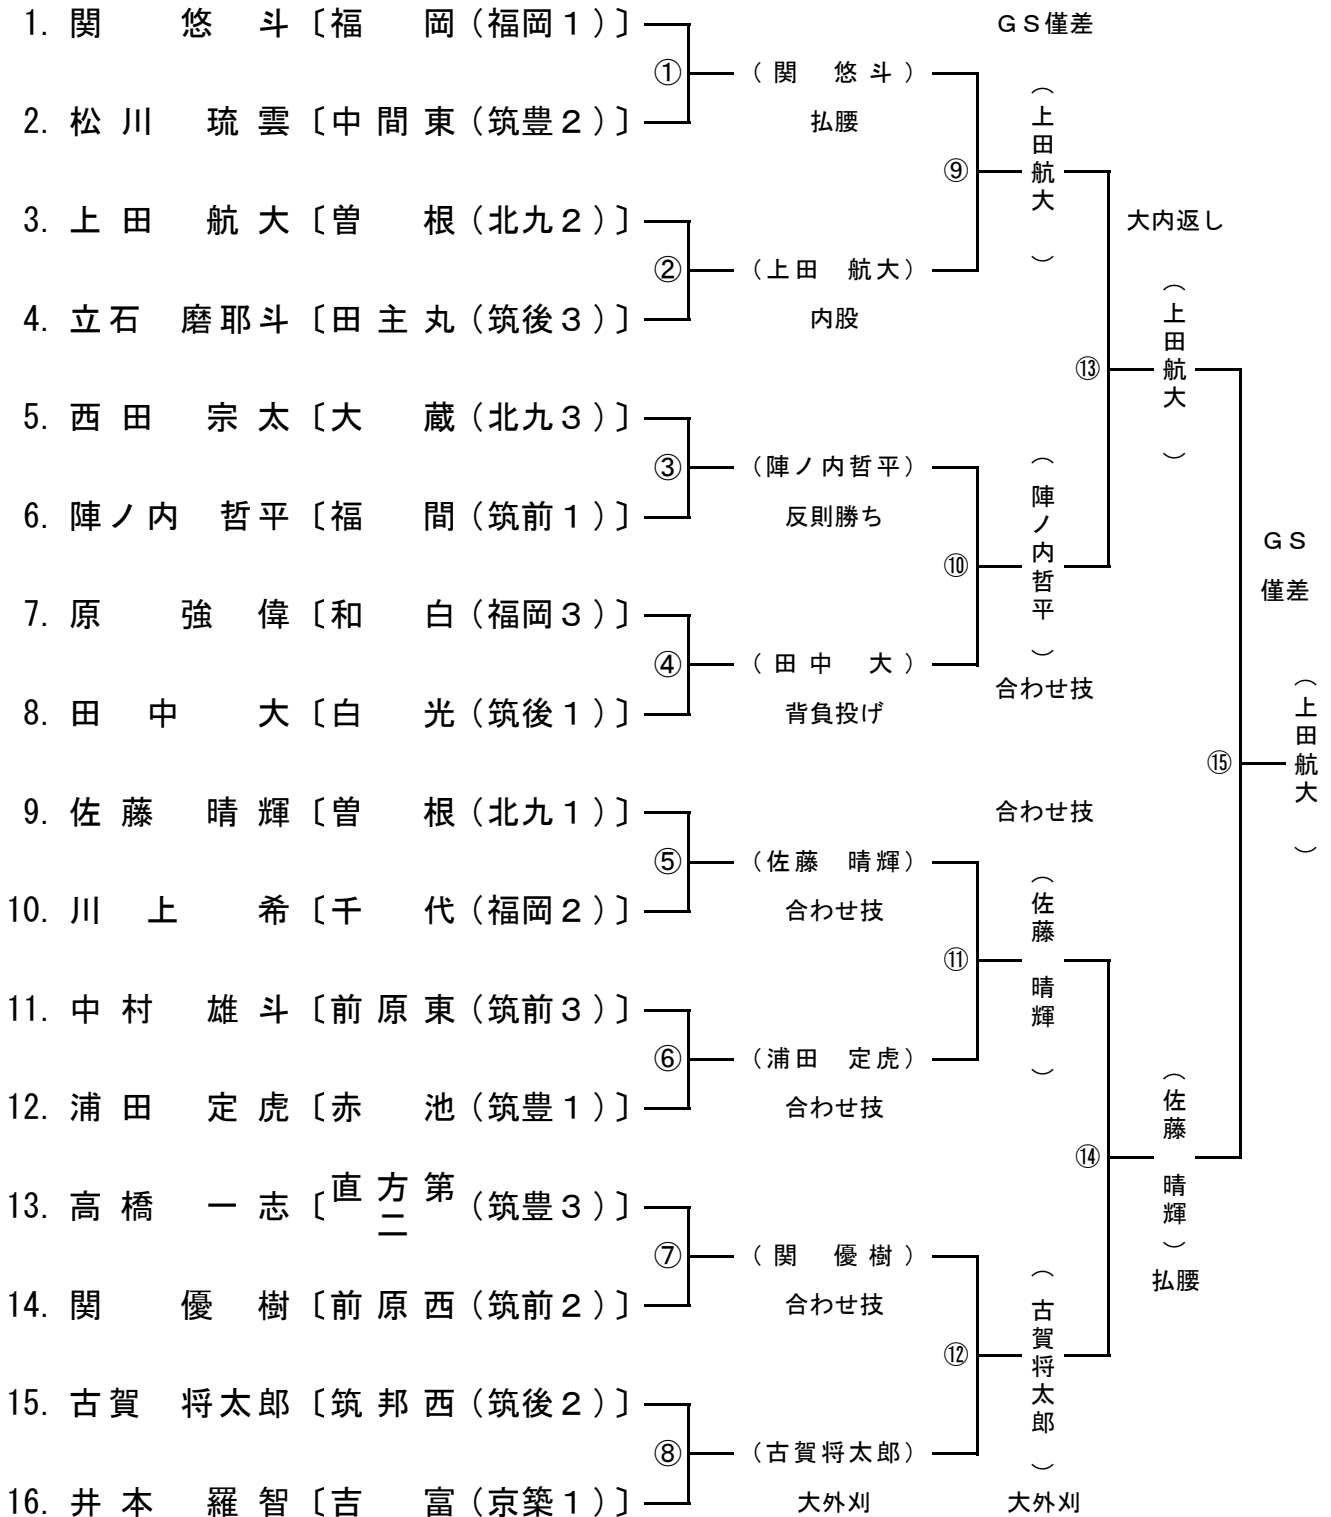 1. 関 悠 斗〔福 岡（福岡１）〕
2. 松川 琉雲〔中間東（筑豊２）〕
3. 上田 航大〔曽 根（北九２）〕
4. 立石 磨耶斗〔田主丸（筑後３）〕
5. 西田 宗太〔大 蔵（北九３）〕
6. 陣ノ内 哲平〔福 間（筑前１）〕
7. 原 強偉〔和 白（福岡３）〕
8. 田中 大〔白 光（筑後１）〕
9. 佐藤 晴輝〔曽 根（北九１）〕
10. 川上 希〔千 代（福岡２）〕
11. 中村 雄斗〔前原東（筑前３）〕
12. 浦田 定虎〔赤 池（筑豊１）〕
13. 高橋 一志〔直方第二（筑豊３）〕
14. 関 優樹〔前原西（筑前２）〕
15. 古賀 将太郎〔筑邦西（筑後２）〕
16. 井本 羅智〔吉 富（京築１）〕
①
（関 悠斗）
払腰
②
（上田 航大）
内股
③
（陣ノ内哲平）
反則勝ち
④
（田中 大）
背負投げ
⑤
（佐藤 晴輝）
合わせ技
⑥
（浦田 定虎）
合わせ技
⑦
（関 優樹）
合わせ技
⑧
（古賀将太郎）
大外刈
ＧＳ僅差
⑨
（上田航大）
⑩
（陣ノ内哲平）
合わせ技
合わせ技
⑪
（佐藤 晴輝）
⑫
（古賀将太郎）
大外刈
大内返し
⑬
（上田航大）
⑭
（佐藤 晴輝）
払腰
ＧＳ
僅差
⑮
（上田航大）